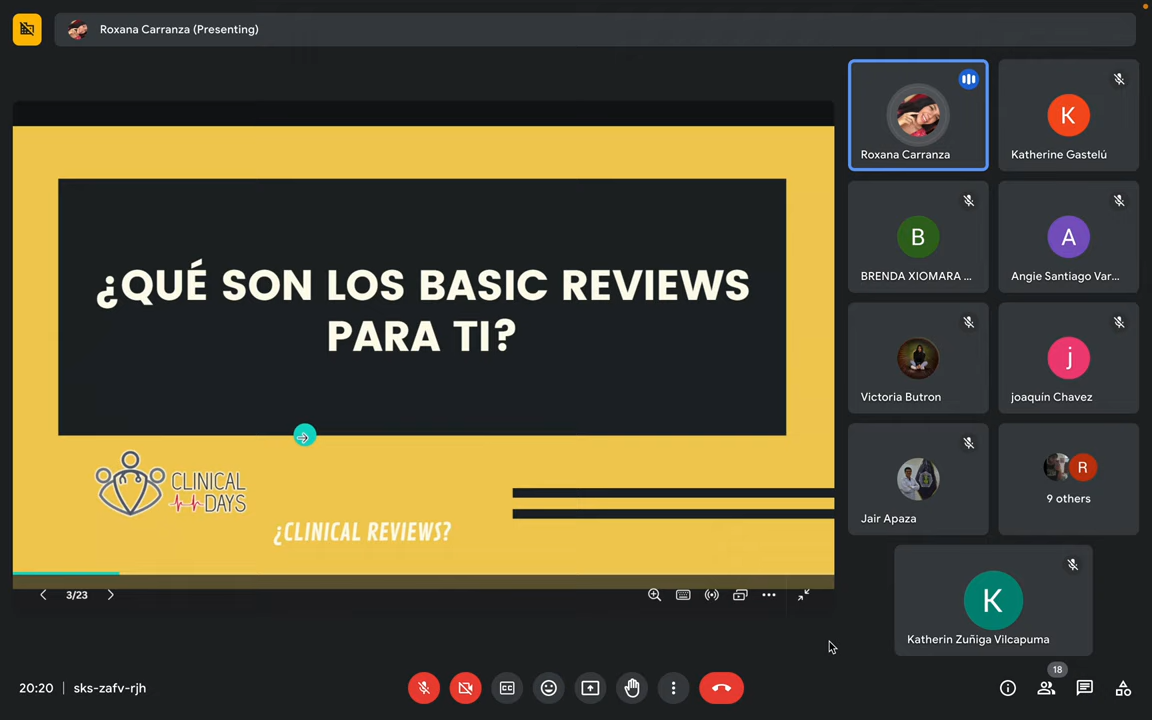 Roxana Carranza (Presenting)
¿QUÉ SON LOS BASIC REVIEWS
PARA TI?
CLINICAL
DAYS
¿CLINICAL REVIEWS?
3/23
Roxana Carranza
K
Katherine Gastelú
B
BRENDA XIOMARA ...
A
Angie Santiago Var...
Victoria Butron
j
joaquín Chavez
Jair Apaza
R
9 others
K
Katherin Zuñiga Vilcapuma
20:20 | sks-zafv-rjh
CC
18